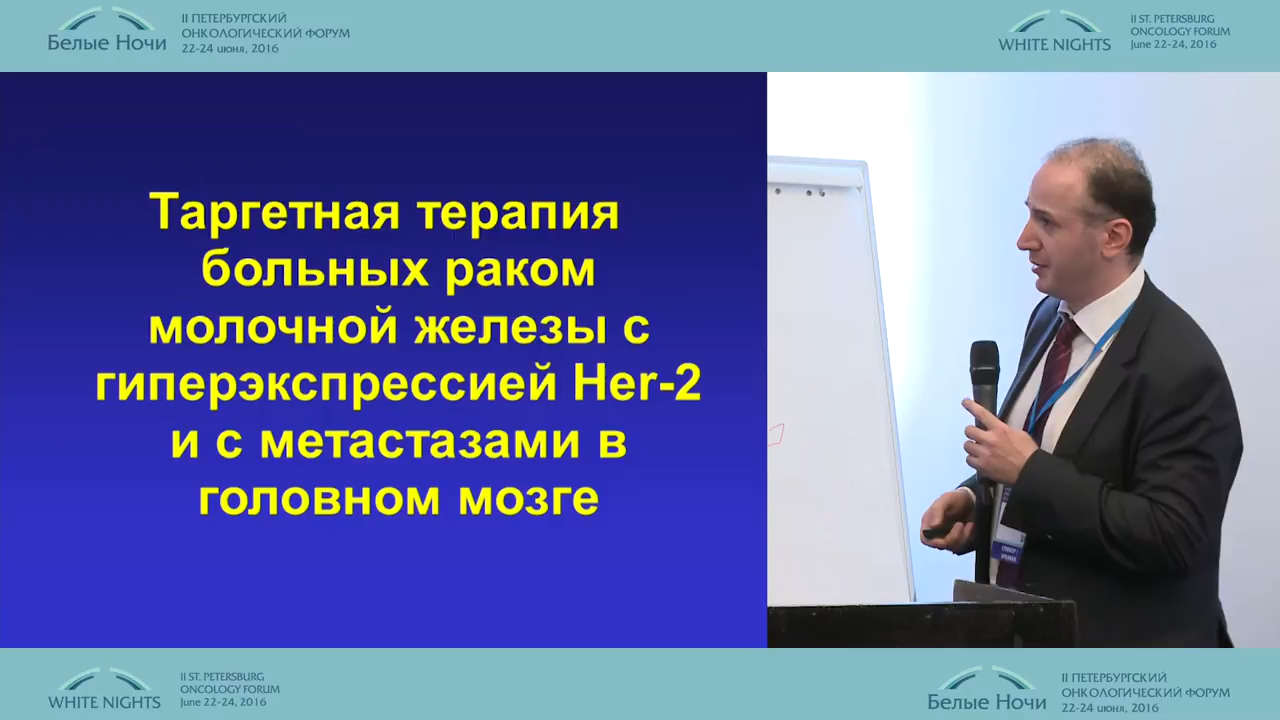 Белые Ночи
II ПЕТЕРБУРГСКИЙ
ОНКОЛОГИЧЕСКИЙ ФОРУМ
22-24 июня, 2016
WHITE NIGHTS
II ST. PETERSBURG
ONCOLOGY FORUM
June 22-24, 2016
Таргетная терапия
больных раком
молочной железы с
гиперэкспрессией Her-2
и с метастазами в
головном мозге
СПИКЕР
SPEAKER
WHITE NIGHTS
II ST. PETERSBURG
ONCOLOGY FORUM
June 22-24, 2016
Белые Ночи
II ПЕТЕРБУРГСКИЙ
ОНКОЛОГИЧЕСКИЙ ФОРУМ
22-24 июня, 2016